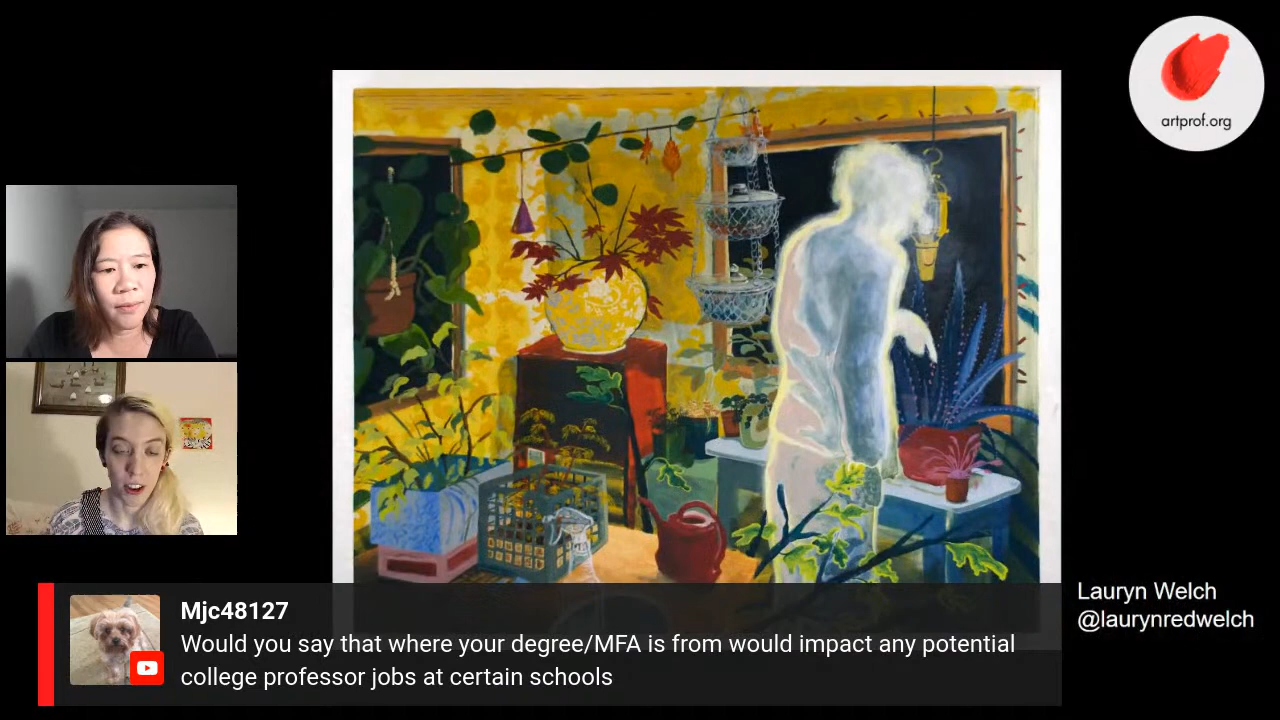 artprof.org
Lauryn Welch
@laurynredwelch
Mjc48127
Would you say that where your degree/MFA is from would impact any potential
college professor jobs at certain schools